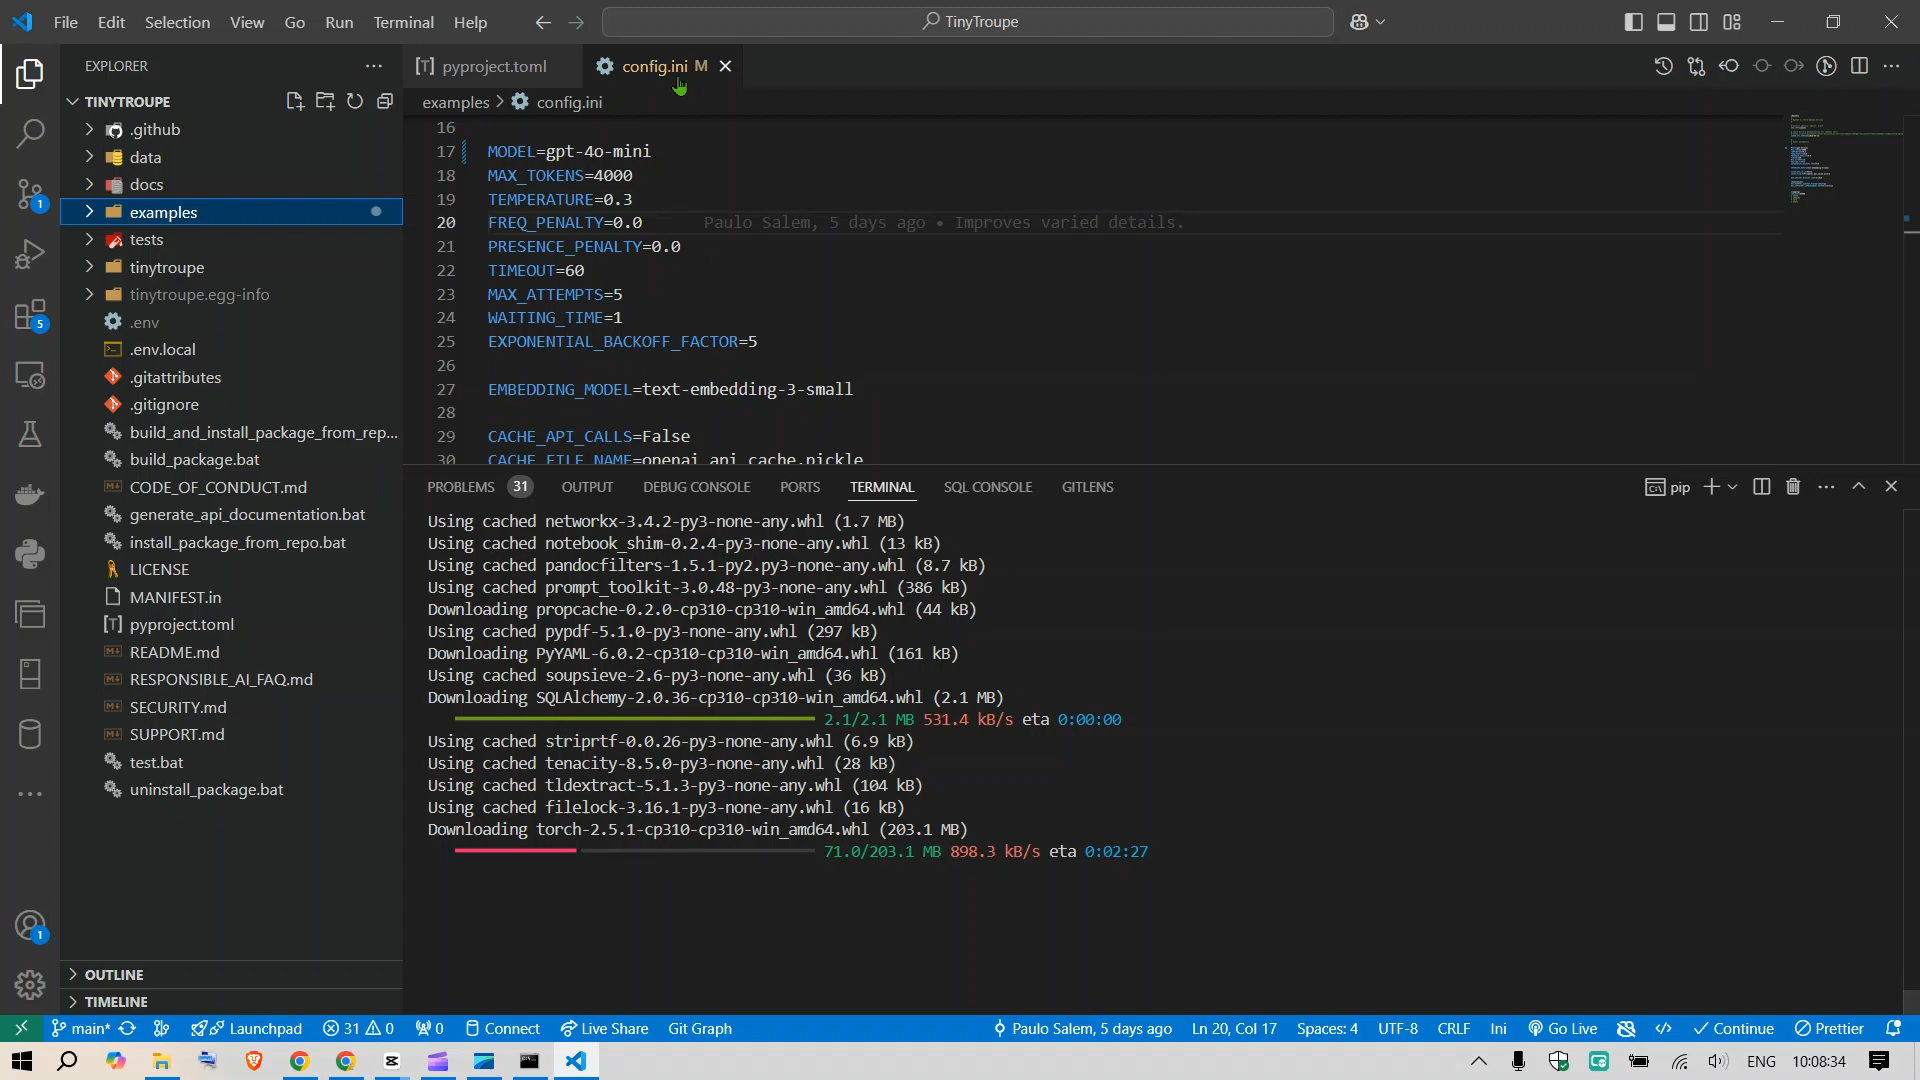 File Edit Selection View Go Run Terminal Help
TinyTroupe
EXPLORER
TINYTROUPE
.github
data
docs
examples
tests
tinytroupe
tinytroupe.egg-info
.env
.env.local
.gitattributes
.gitignore
build_and_install_package_from_rep...
build_package.bat
CODE_OF_CONDUCT.md
generate_api_documentation.bat
install_package_from_repo.bat
LICENSE
MANIFEST.in
pyproject.toml
README.md
RESPONSIBLE_AI_FAQ.md
SECURITY.md
SUPPORT.md
test.bat
uninstall_package.bat
OUTLINE
TIMELINE
1
5
1
pyproject.toml config.ini M
examples > config.ini
16
17 MODEL=gpt-4o-mini
18 MAX_TOKENS=4000
19 TEMPERATURE=0.3
20 FREQ_PENALTY=0.0 Paulo Salem, 5 days ago • Improves varied details.
21 PRESENCE_PENALTY=0.0
22 TIMEOUT=60
23 MAX_ATTEMPTS=5
24 WAITING_TIME=1
25 EXPONENTIAL_BACKOFF_FACTOR=5
26
27 EMBEDDING_MODEL=text-embedding-3-small
28
29 CACHE_API_CALLS=False
30 CACHE_FILE_NAME=openai_api_cache.pickle
PROBLEMS 31 OUTPUT DEBUG CONSOLE PORTS TERMINAL SQL CONSOLE GITLENS
pip
Using cached networkx-3.4.2-py3-none-any.whl (1.7 MB)
Using cached notebook_shim-0.2.4-py3-none-any.whl (13 kB)
Using cached pandocfilters-1.5.1-py2.py3-none-any.whl (8.7 kB)
Using cached prompt_toolkit-3.0.48-py3-none-any.whl (386 kB)
Downloading propcache-0.2.0-cp310-cp310-win_amd64.whl (44 kB)
Using cached pypdf-5.1.0-py3-none-any.whl (297 kB)
Downloading PyYAML-6.0.2-cp310-cp310-win_amd64.whl (161 kB)
Using cached soupsieve-2.6-py3-none-any.whl (36 kB)
Downloading SQLAlchemy-2.0.36-cp310-cp310-win_amd64.whl (2.1 MB)
2.1/2.1 MB 531.4 kB/s eta 0:00:00
Using cached striprtf-0.0.26-py3-none-any.whl (6.9 kB)
Using cached tenacity-8.5.0-py3-none-any.whl (28 kB)
Using cached tldextract-5.1.3-py3-none-any.whl (104 kB)
Using cached filelock-3.16.1-py3-none-any.whl (16 kB)
Downloading torch-2.5.1-cp310-cp310-win_amd64.whl (203.1 MB)
71.0/203.1 MB 898.3 kB/s eta 0:02:27
main* Launchpad 31 0 0 Connect Live Share Git Graph Paulo Salem, 5 days ago Ln 20, Col 17 Spaces: 4 UTF-8 CRLF Ini Go Live Continue Prettier
ENG 10:08:34